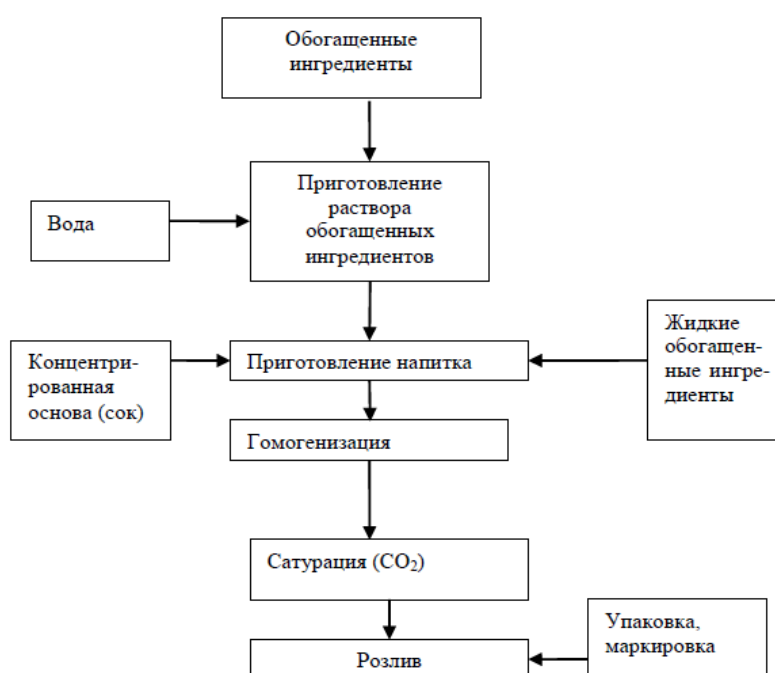 Обогащенные
ингредиенты
Приготовление
раствора
обогащенных
ингредиентов
Вода
Жидкие
обогащен-
ные ингре-
диенты
Концентри-
рованная
основа (сок)
Приготовление напитка
Гомогенизация
Сатурация (CO₂)
Упаковка,
маркировка
Розлив